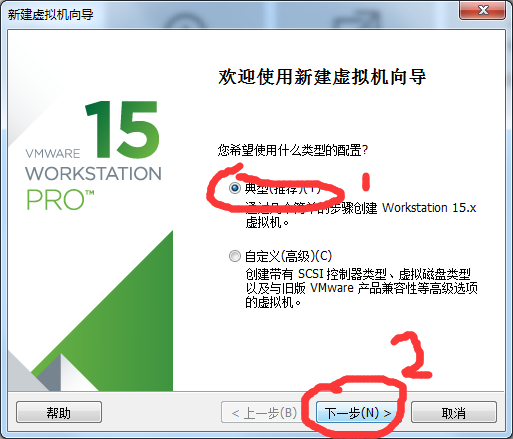 新建虚拟机向导
欢迎使用新建虚拟机向导
15
VMWARE
WORKSTATION
PRO™
您希望使用什么类型的配置?
典型(推荐)(T)
1
通过几个简单的步骤创建 Workstation 15.x
虚拟机。
自定义(高级)(C)
创建带有 SCSI 控制器类型、虚拟磁盘类型
以及与旧版 VMware 产品兼容性等高级选项
的虚拟机。
2
帮助
< 上一步(B)
下一步(N) >
取消